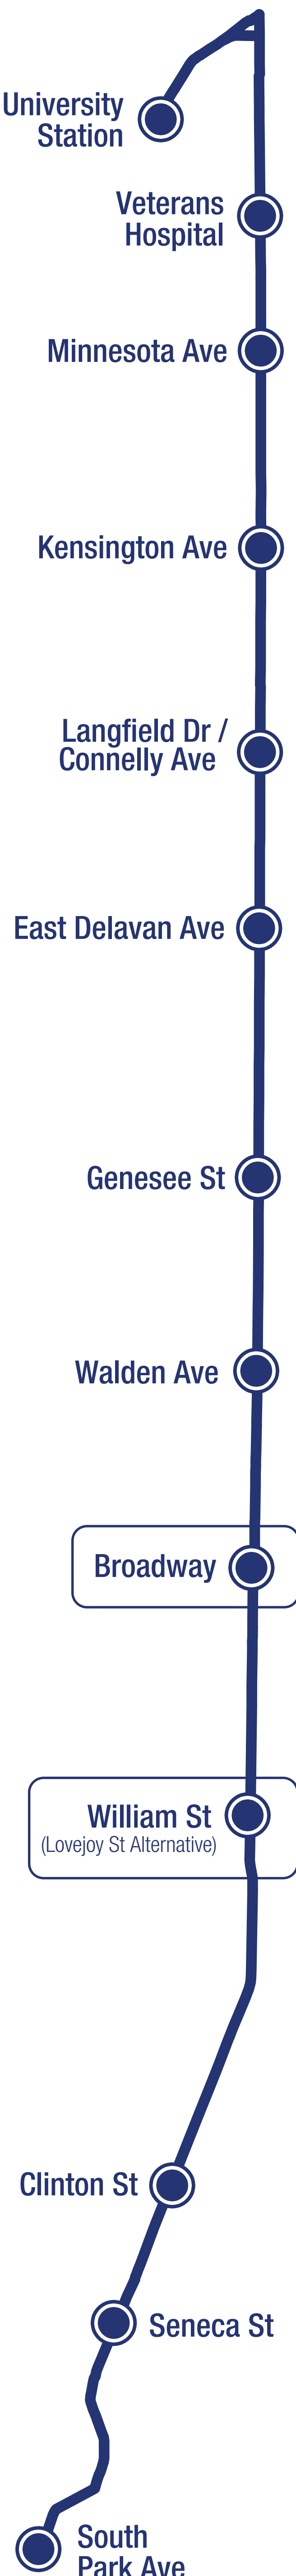 University
Station
Veterans
Hospital
Minnesota Ave
Kensington Ave
Langfield Dr /
Connelly Ave
East Delavan Ave
Genesee St
Walden Ave
Broadway
William St
(Lovejoy St Alternative)
Clinton St
Seneca St
South
Park Ave